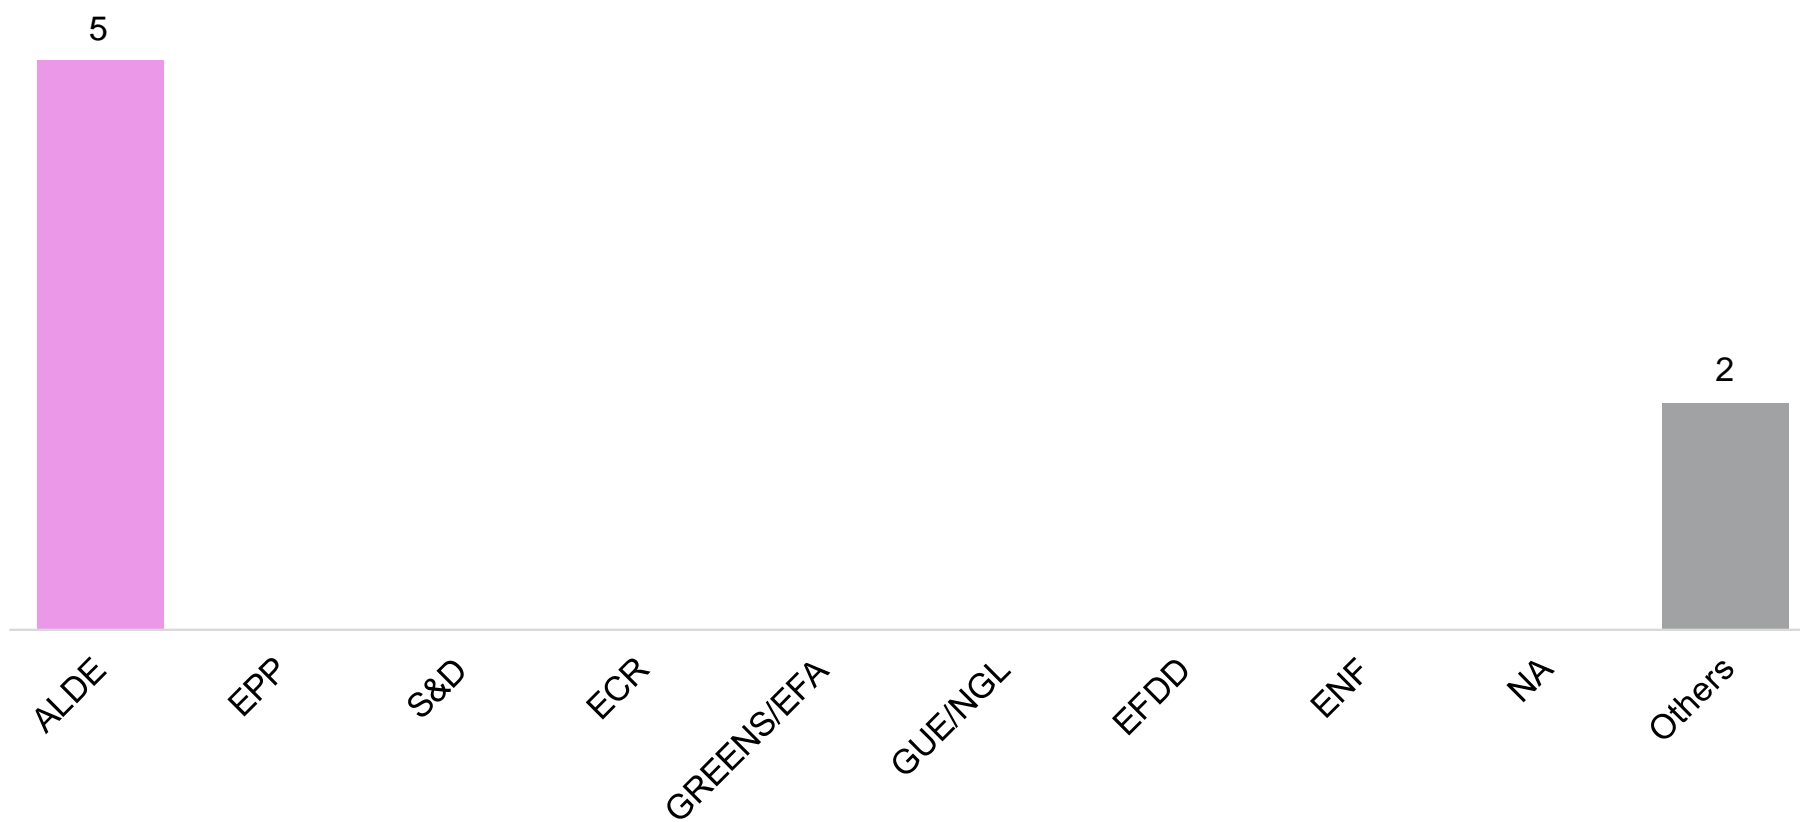 5
2
ALDE
EPP
S&D
ECR
GREENS/EFA
GUE/NGL
EFDD
ENF
NA
Others